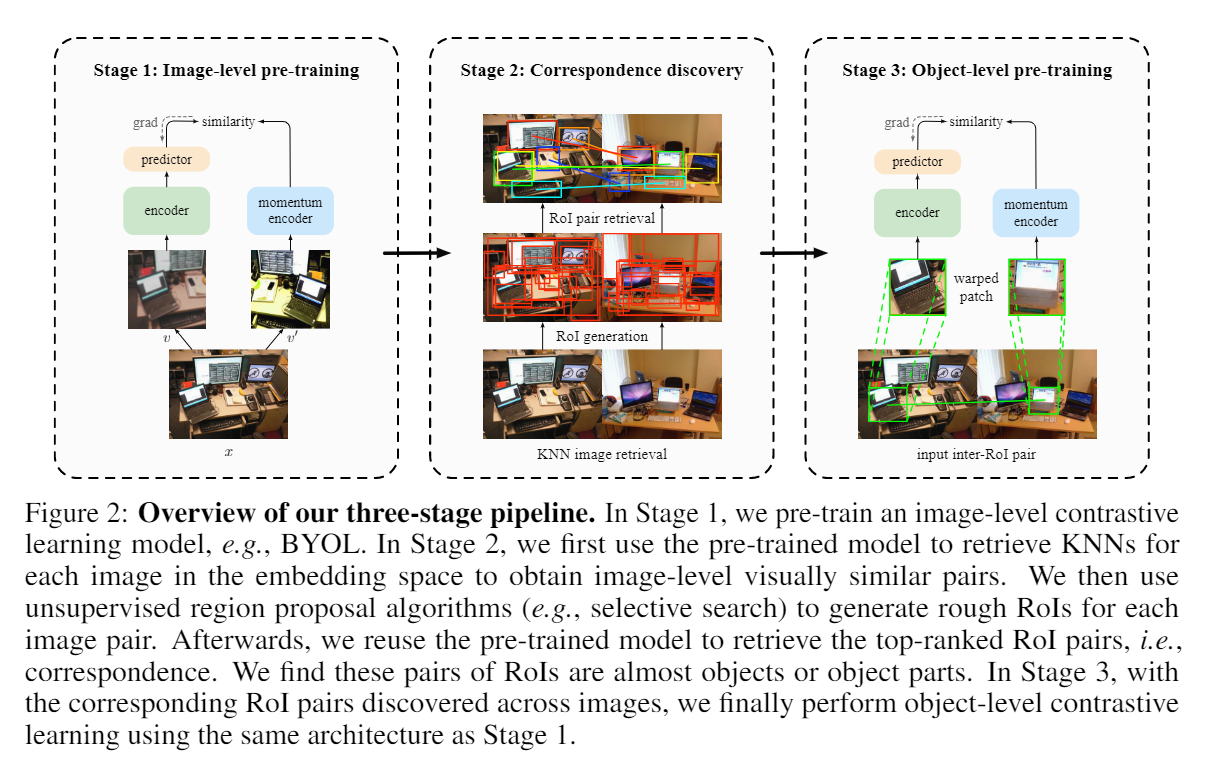 Stage 1: Image-level pre-training
grad
similarity
predictor
encoder
momentum
encoder
v
v′
x
Stage 2: Correspondence discovery
RoI pair retrieval
RoI generation
KNN image retrieval
Stage 3: Object-level pre-training
grad
similarity
predictor
encoder
momentum
encoder
warped
patch
input inter-RoI pair
Figure 2: Overview of our three-stage pipeline. In Stage 1, we pre-train an image-level contrastive
learning model, e.g., BYOL. In Stage 2, we first use the pre-trained model to retrieve KNNs for
each image in the embedding space to obtain image-level visually similar pairs. We then use
unsupervised region proposal algorithms (e.g., selective search) to generate rough RoIs for each
image pair. Afterwards, we reuse the pre-trained model to retrieve the top-ranked RoI pairs, i.e.,
correspondence. We find these pairs of RoIs are almost objects or object parts. In Stage 3, with
the corresponding RoI pairs discovered across images, we finally perform object-level contrastive
learning using the same architecture as Stage 1.